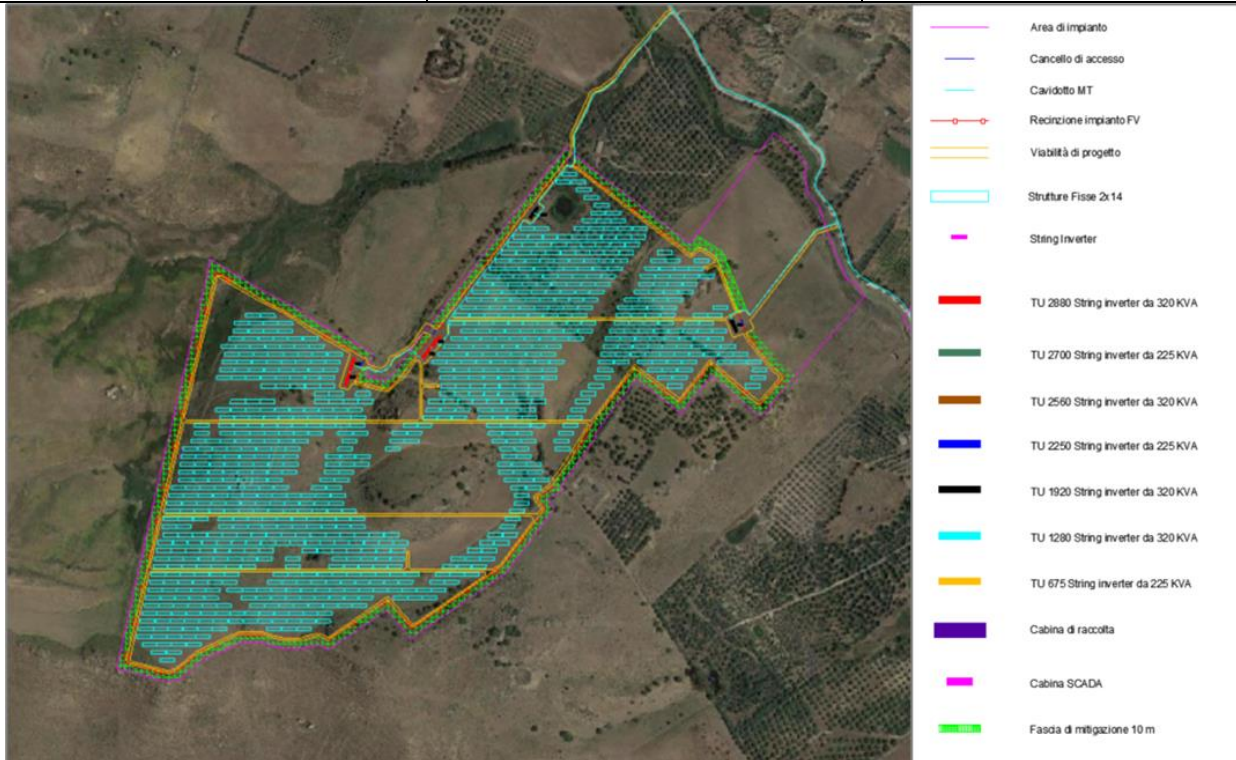 Area di impianto
Cancello di accesso
Cavidotto MT
Recinzione impianto FV
Viabilità di progetto
Strutture Fisse 2x14
String Inverter
TU 2880 String inverter da 320 KVA
TU 2700 String inverter da 225 KVA
TU 2560 String inverter da 320 KVA
TU 2250 String inverter da 225 KVA
TU 1920 String inverter da 320 KVA
TU 1280 String inverter da 320 KVA
TU 675 String inverter da 225 KVA
Cabina di raccolta
Cabina SCADA
Fascia di mitigazione 10 m